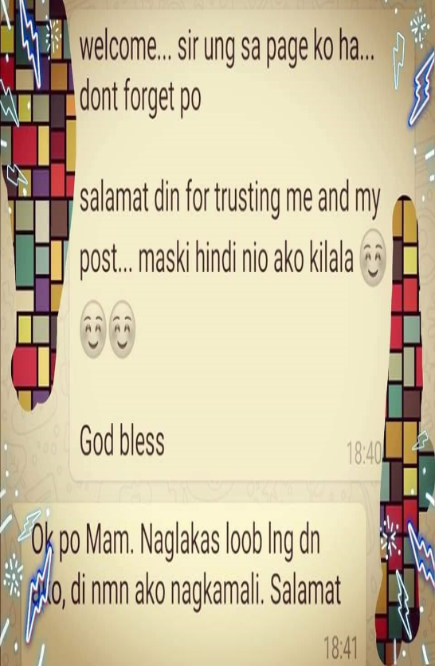 welcome... sir ung sa page ko ha...
dont forget po
salamat din for trusting me and my
post... maski hindi nio ako kilala
God bless
18:40
Ok po Mam. Naglakas loob lng dn
ko, di nmn ako nagkamali. Salamat
18:41